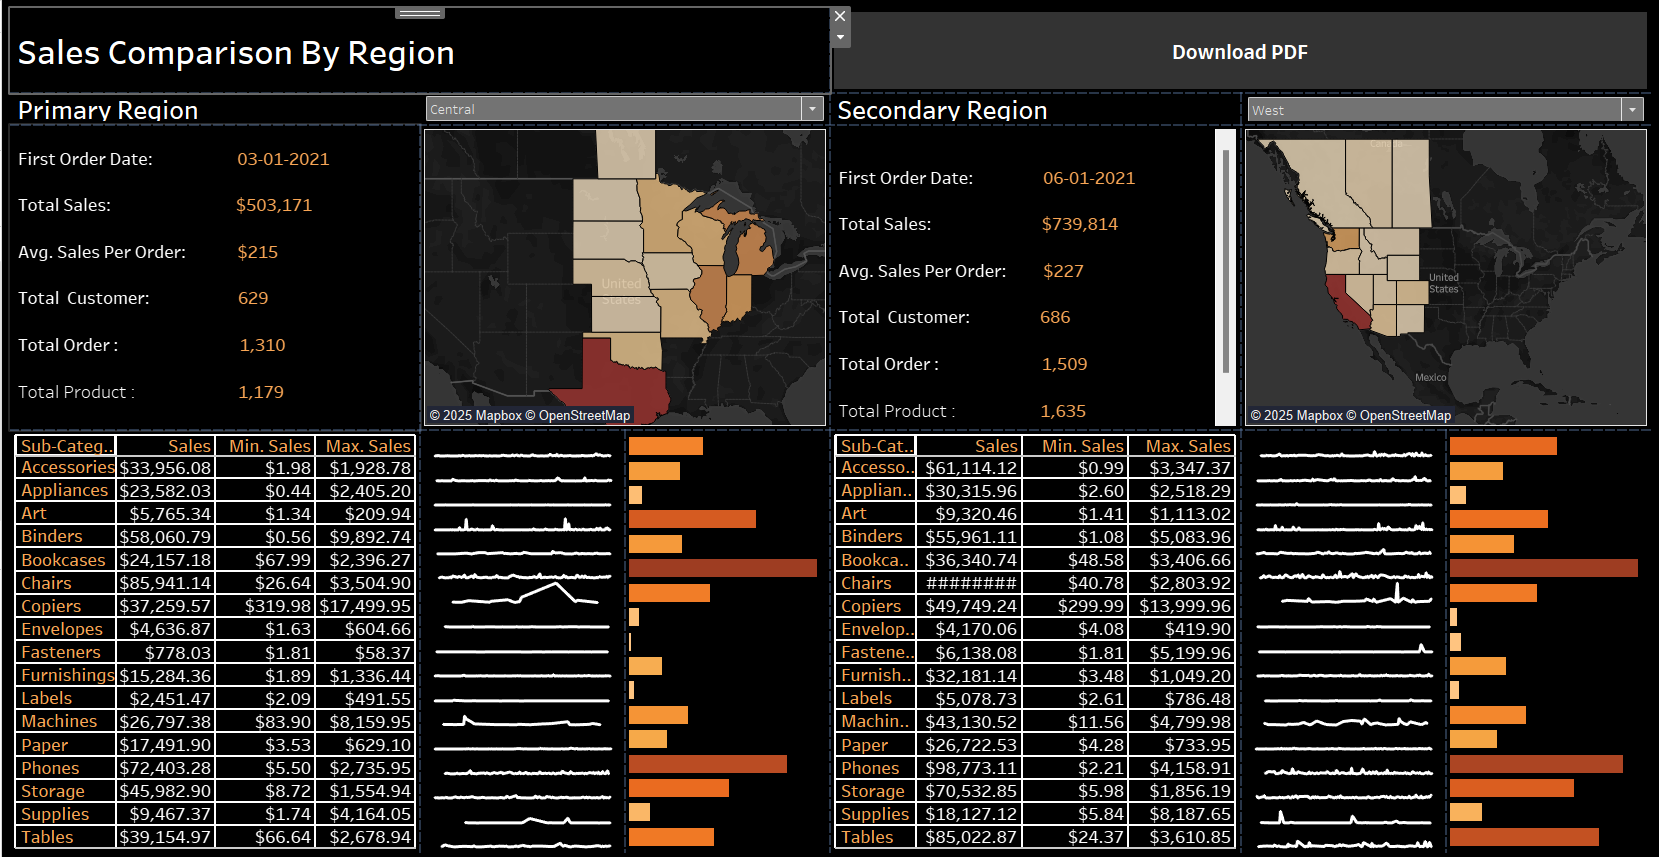 Sales Comparison By Region
Download PDF
Primary Region
Central
Secondary Region
West
First Order Date: 03-01-2021
Total Sales: $503,171
Avg. Sales Per Order: $215
Total Customer: 629
Total Order : 1,310
Total Product : 1,179
United
States
© 2025 Mapbox © OpenStreetMap
First Order Date: 06-01-2021
Total Sales: $739,814
Avg. Sales Per Order: $227
Total Customer: 686
Total Order : 1,509
Total Product : 1,635
Canada
United
States
Mexico
© 2025 Mapbox © OpenStreetMap
Sub-Categ.. Sales Min. Sales Max. Sales
Accessories $33,956.08 $1.98 $1,928.78
Appliances $23,582.03 $0.44 $2,405.20
Art $5,765.34 $1.34 $209.94
Binders $58,060.79 $0.56 $9,892.74
Bookcases $24,157.18 $67.99 $2,396.27
Chairs $85,941.14 $26.64 $3,504.90
Copiers $37,259.57 $319.98 $17,499.95
Envelopes $4,636.87 $1.63 $604.66
Fasteners $778.03 $1.81 $58.37
Furnishings $15,284.36 $1.89 $1,336.44
Labels $2,451.47 $2.09 $491.55
Machines $26,797.38 $83.90 $8,159.95
Paper $17,491.90 $3.53 $629.10
Phones $72,403.28 $5.50 $2,735.95
Storage $45,982.90 $8.72 $1,554.94
Supplies $9,467.37 $1.74 $4,164.05
Tables $39,154.97 $66.64 $2,678.94
Sub-Cat.. Sales Min. Sales Max. Sales
Accesso.. $61,114.12 $0.99 $3,347.37
Applian.. $30,315.96 $2.60 $2,518.29
Art $9,320.46 $1.41 $1,113.02
Binders $55,961.11 $1.08 $5,083.96
Bookca.. $36,340.74 $48.58 $3,406.66
Chairs ######## $40.78 $2,803.92
Copiers $49,749.24 $299.99 $13,999.96
Envelop.. $4,170.06 $4.08 $419.90
Fastene.. $6,138.08 $1.81 $5,199.96
Furnish.. $32,181.14 $3.48 $1,049.20
Labels $5,078.73 $2.61 $786.48
Machin.. $43,130.52 $11.56 $4,799.98
Paper $26,722.53 $4.28 $733.95
Phones $98,773.11 $2.21 $4,158.91
Storage $70,532.85 $5.98 $1,856.19
Supplies $18,127.12 $5.84 $8,187.65
Tables $85,022.87 $24.37 $3,610.85